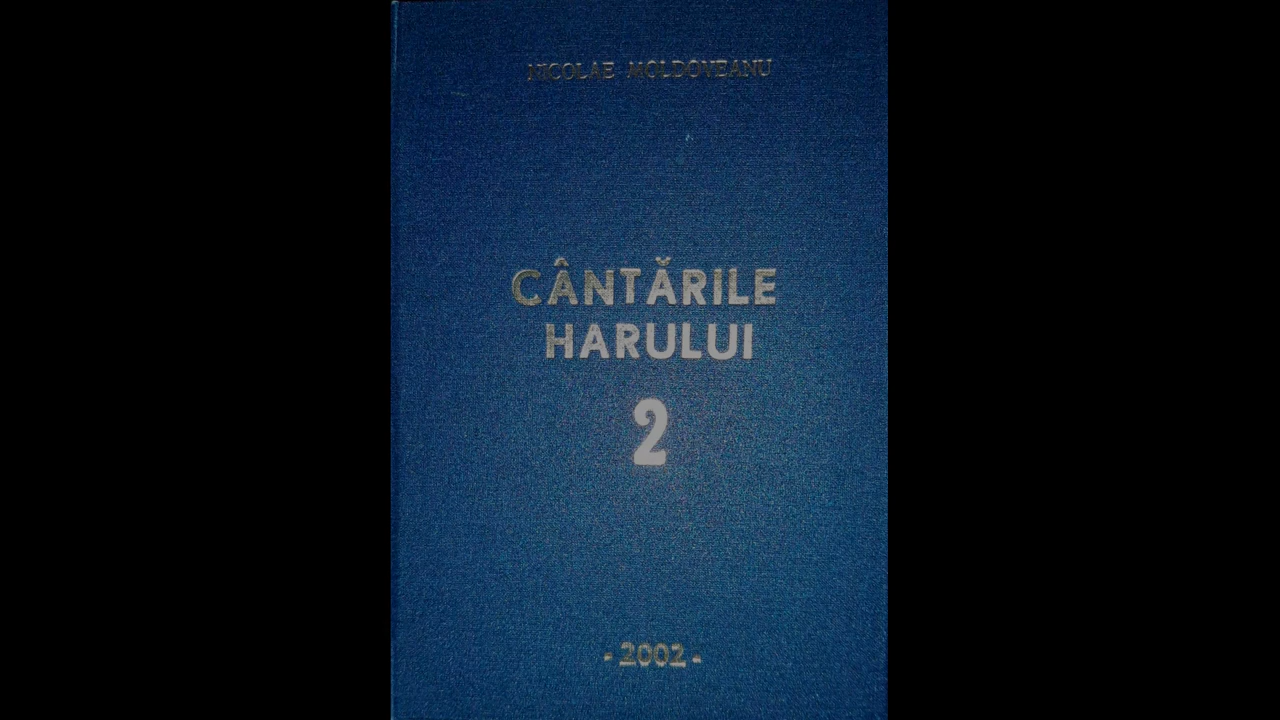 NICOLAE MOLDOVEANU
CÂNTĂRILE
HARULUI
2
- 2002 -